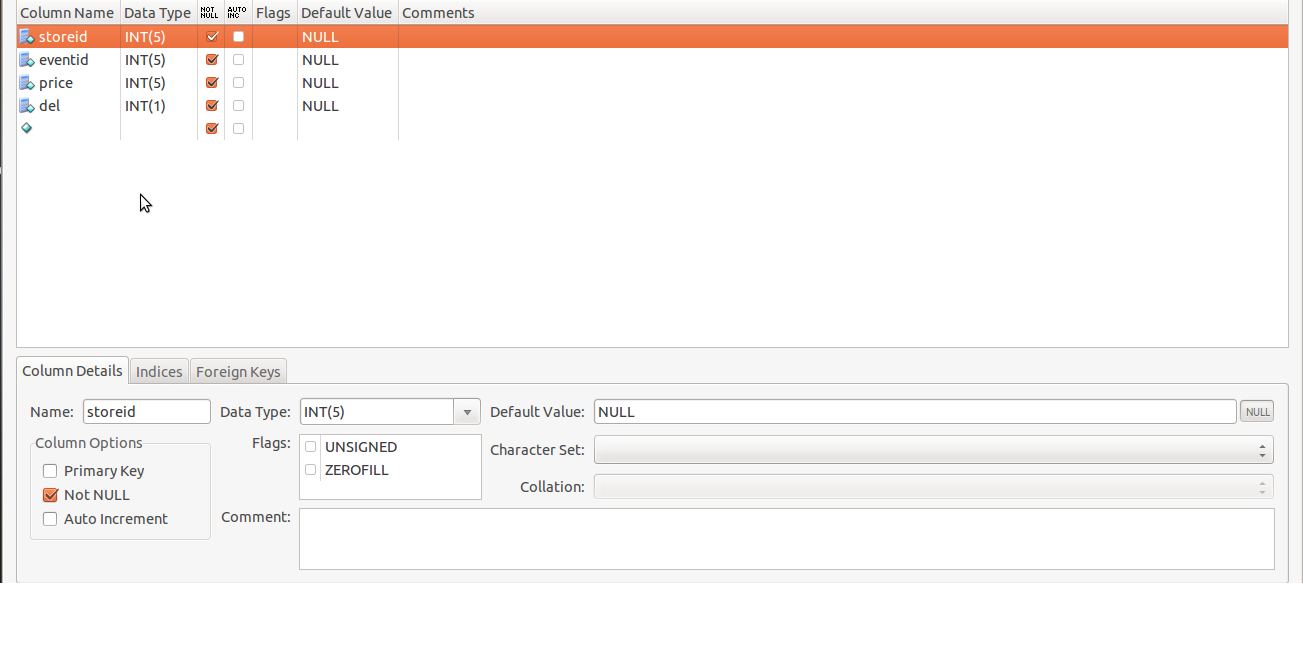 Column Name Data Type NOT NULL AUTO INC Flags Default Value Comments
storeid INT(5) NULL
eventid INT(5) NULL
price INT(5) NULL
del INT(1) NULL
Column Details Indices Foreign Keys
Name: storeid Data Type: INT(5) Default Value: NULL NULL
Column Options Flags: UNSIGNED Character Set:
Primary Key ZEROFILL
Not NULL Collation:
Auto Increment Comment: